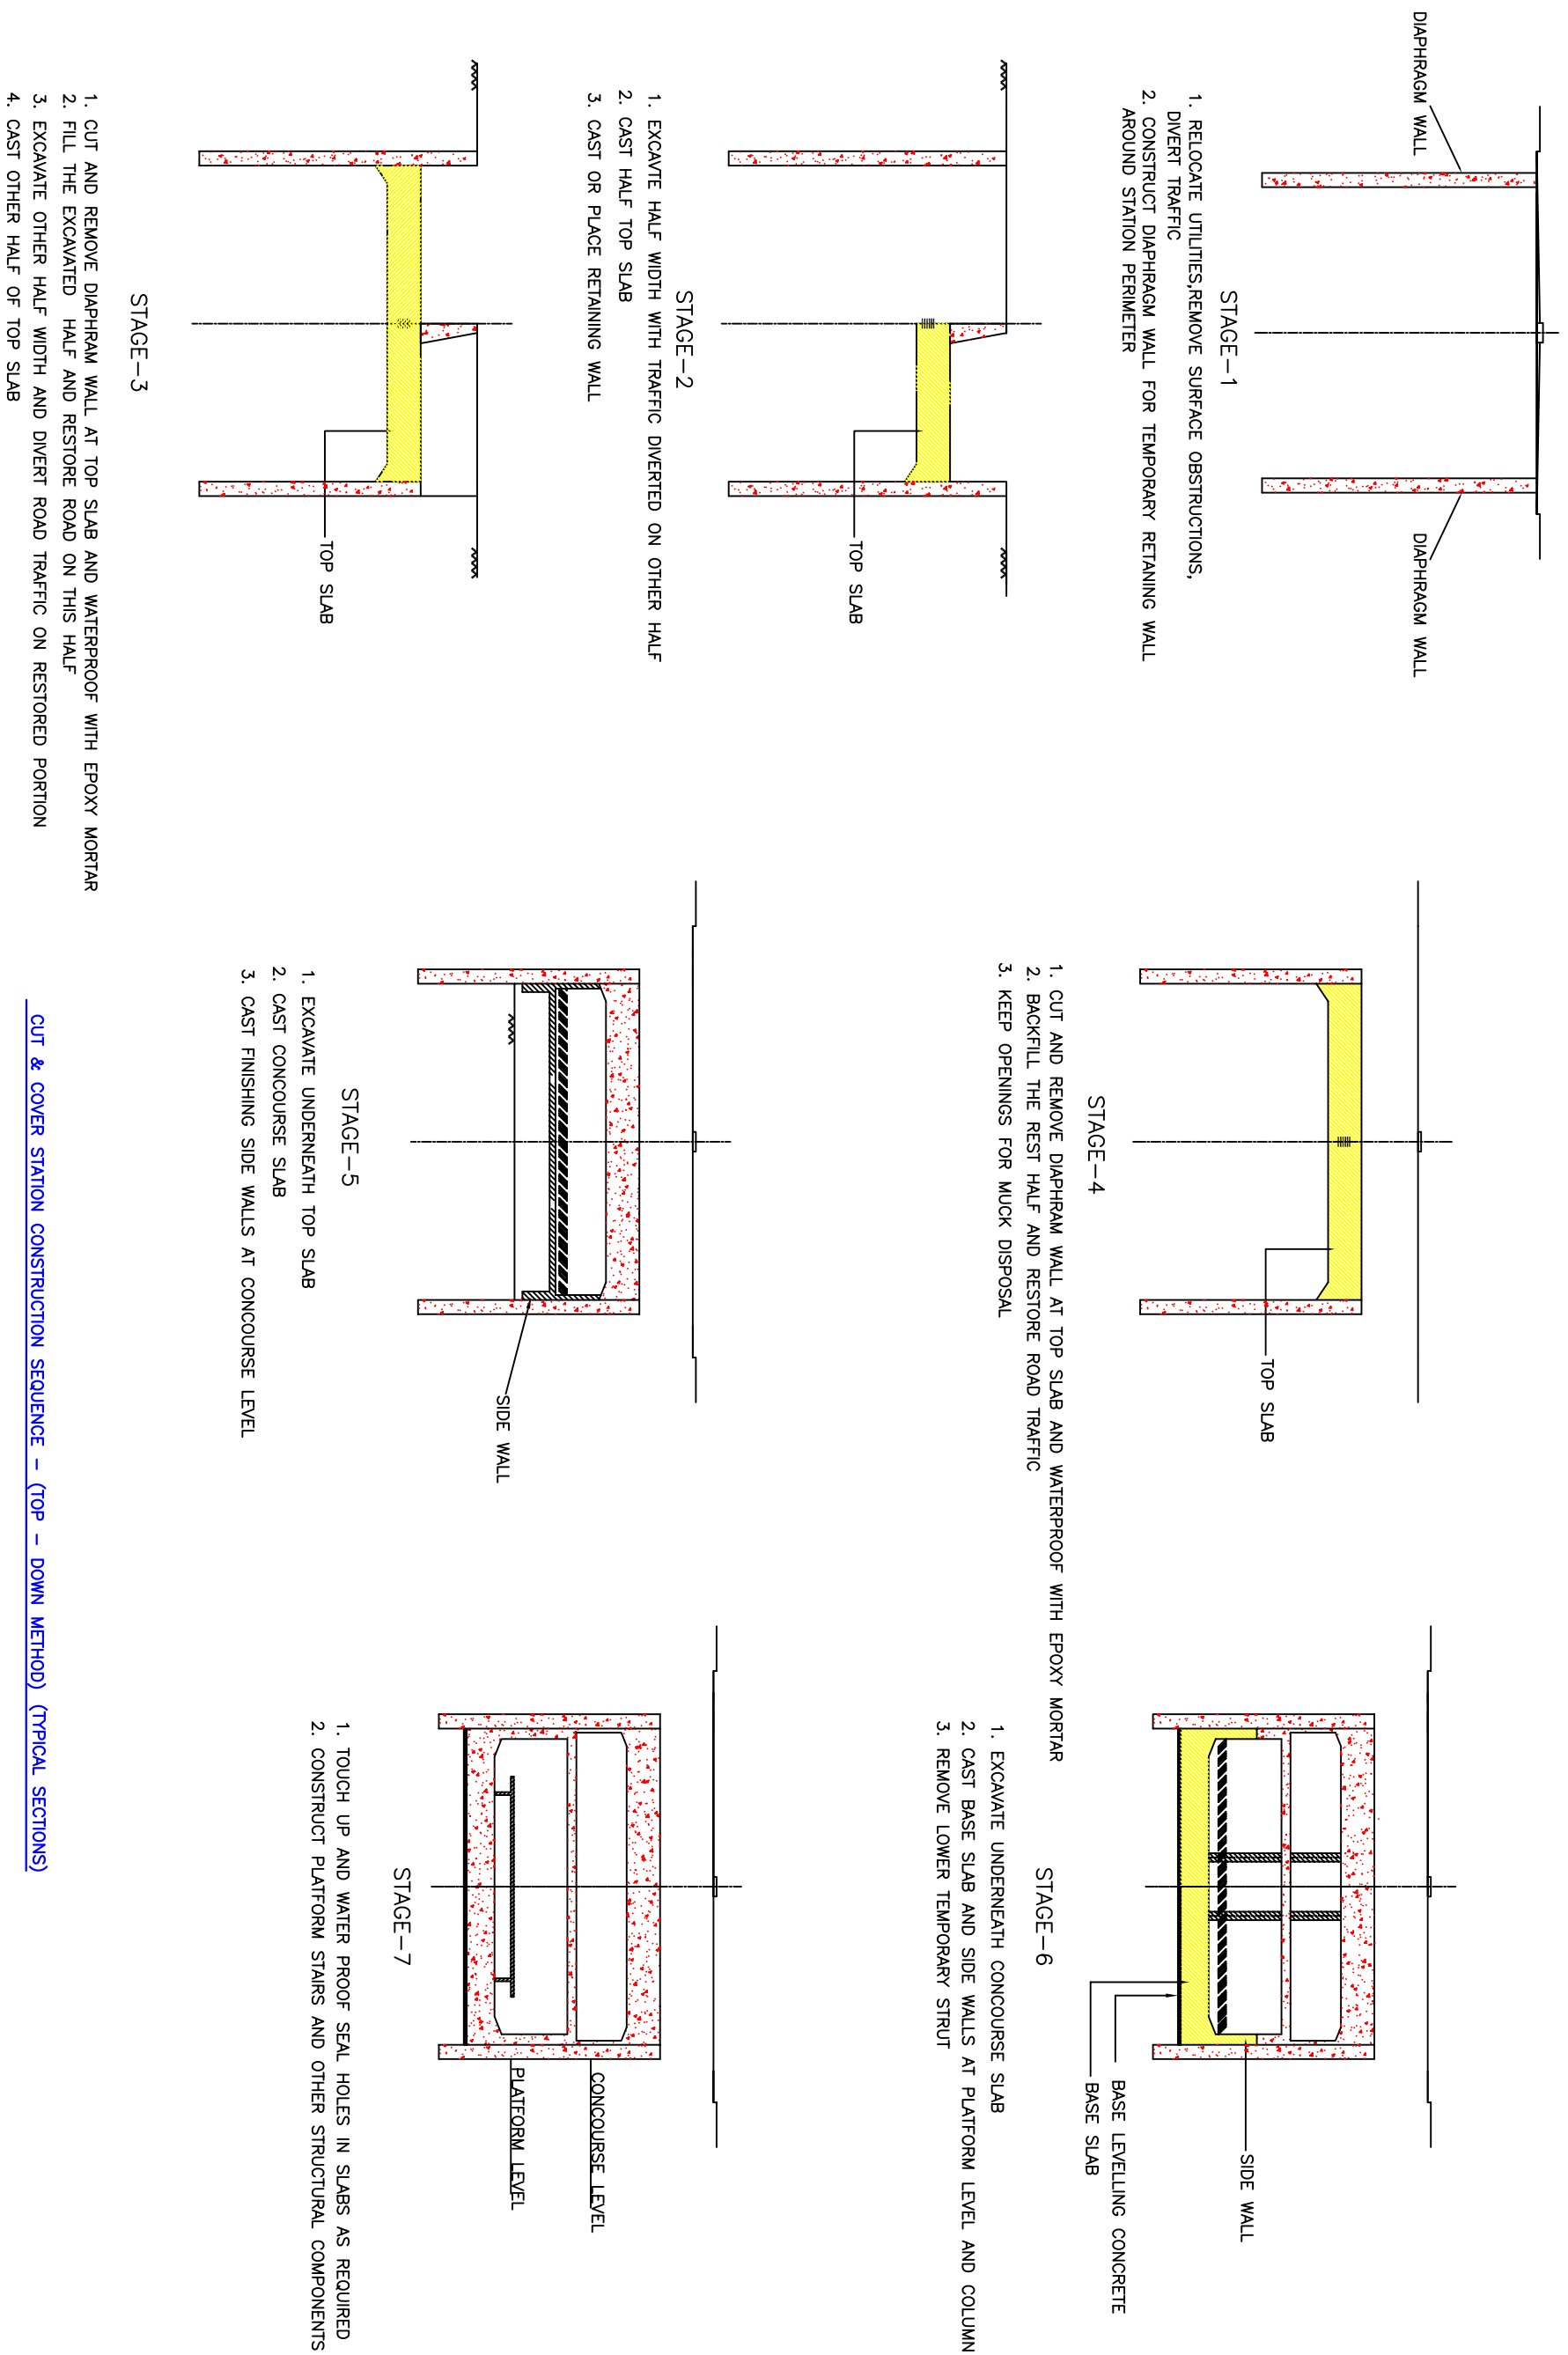 DIAPHRAGM WALL
DIAPHRAGM WALL
STAGE-1
1. RELOCATE UTILITIES,REMOVE SURFACE OBSTRUCTIONS,
DIVERT TRAFFIC
2. CONSTRUCT DIAPHRAGM WALL FOR TEMPORARY RETANING WALL
AROUND STATION PERIMETER
TOP SLAB
STAGE-2
1. EXCAVTE HALF WIDTH WITH TRAFFIC DIVERTED ON OTHER HALF
2. CAST HALF TOP SLAB
3. CAST OR PLACE RETAINING WALL
TOP SLAB
STAGE-3
1. CUT AND REMOVE DIAPHRAM WALL AT TOP SLAB AND WATERPROOF WITH EPOXY MORTAR
2. FILL THE EXCAVATED HALF AND RESTORE ROAD ON THIS HALF
3. EXCAVATE OTHER HALF WIDTH AND DIVERT ROAD TRAFFIC ON RESTORED PORTION
4. CAST OTHER HALF OF TOP SLAB
TOP SLAB
STAGE-4
1. CUT AND REMOVE DIAPHRAM WALL AT TOP SLAB AND WATERPROOF WITH EPOXY MORTAR
2. BACKFILL THE REST HALF AND RESTORE ROAD TRAFFIC
3. KEEP OPENINGS FOR MUCK DISPOSAL
SIDE WALL
STAGE-5
1. EXCAVATE UNDERNEATH TOP SLAB
2. CAST CONCOURSE SLAB
3. CAST FINISHING SIDE WALLS AT CONCOURSE LEVEL
SIDE WALL
BASE LEVELLING CONCRETE
BASE SLAB
STAGE-6
1. EXCAVATE UNDERNEATH CONCOURSE SLAB
2. CAST BASE SLAB AND SIDE WALLS AT PLATFORM LEVEL AND COLUMN
3. REMOVE LOWER TEMPORARY STRUT
CONCOURSE LEVEL
PLATFORM LEVEL
STAGE-7
1. TOUCH UP AND WATER PROOF SEAL HOLES IN SLABS AS REQUIRED
2. CONSTRUCT PLATFORM STAIRS AND OTHER STRUCTURAL COMPONENTS
CUT & COVER STATION CONSTRUCTION SEQUENCE - (TOP - DOWN METHOD) (TYPICAL SECTIONS)